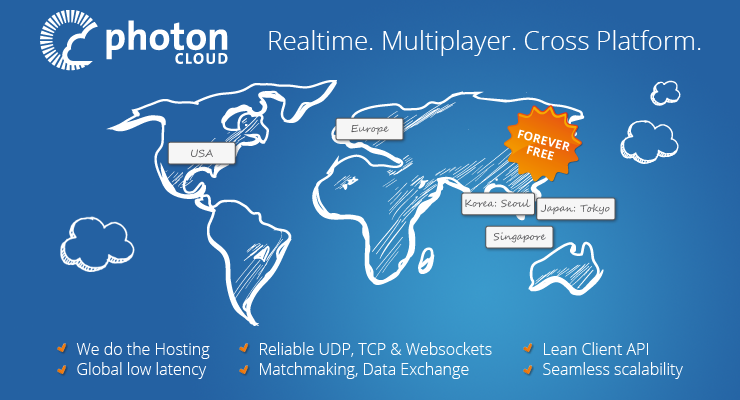 photon
CLOUD
Realtime. Multiplayer. Cross Platform.
USA
Europe
FOREVER
FREE
Korea: Seoul
Japan: Tokyo
Singapore
We do the Hosting
Global low latency
Reliable UDP, TCP & Websockets
Matchmaking, Data Exchange
Lean Client API
Seamless scalability